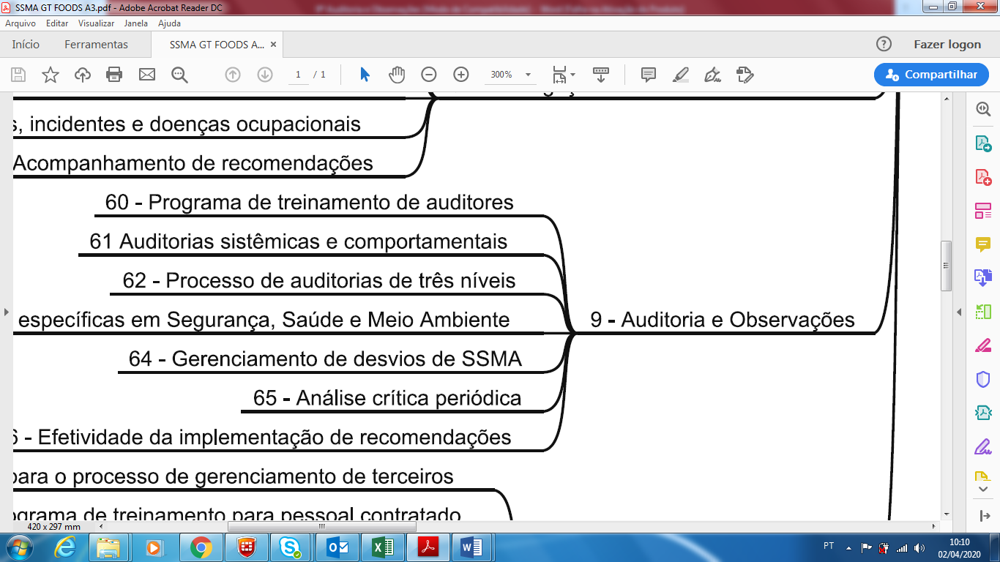 SSMA GT FOODS A3.pdf - Adobe Acrobat Reader DC
Arquivo Editar Visualizar Janela Ajuda
Início Ferramentas SSMA GT FOODS A... × Fazer logon
1 / 1 300% Compartilhar
, incidentes e doenças ocupacionais
Acompanhamento de recomendações
60 - Programa de treinamento de auditores
61 Auditorias sistêmicas e comportamentais
62 - Processo de auditorias de três níveis
específicas em Segurança, Saúde e Meio Ambiente
9 - Auditoria e Observações
64 - Gerenciamento de desvios de SSMA
65 - Análise crítica periódica
6 - Efetividade da implementação de recomendações
para o processo de gerenciamento de terceiros
ograma de treinamento para pessoal contratado
420 x 297 mm
PT 10:10
02/04/2020